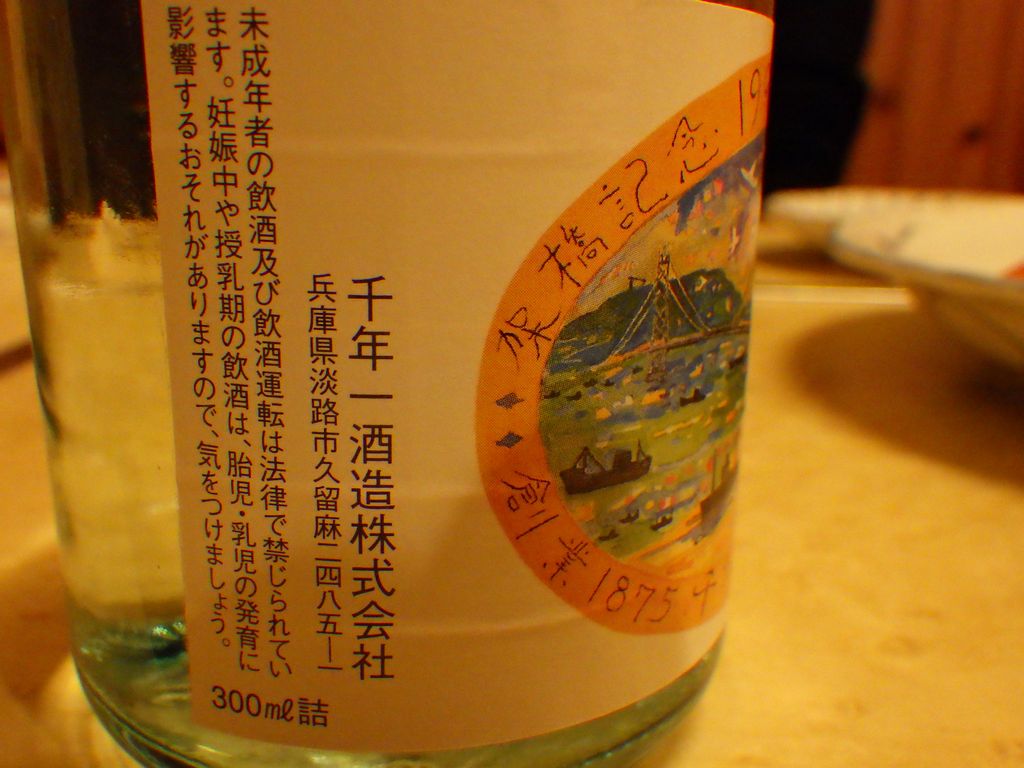 架橋記念 19
創業1875 千
千年一酒造株式会社
兵庫県淡路市久留麻二四八五―一
未成年者の飲酒及び飲酒運転は法律で禁じられてい
ます。妊娠中や授乳期の飲酒は、胎児・乳児の発育に
影響するおそれがありますので、気をつけましょう。
300ml詰